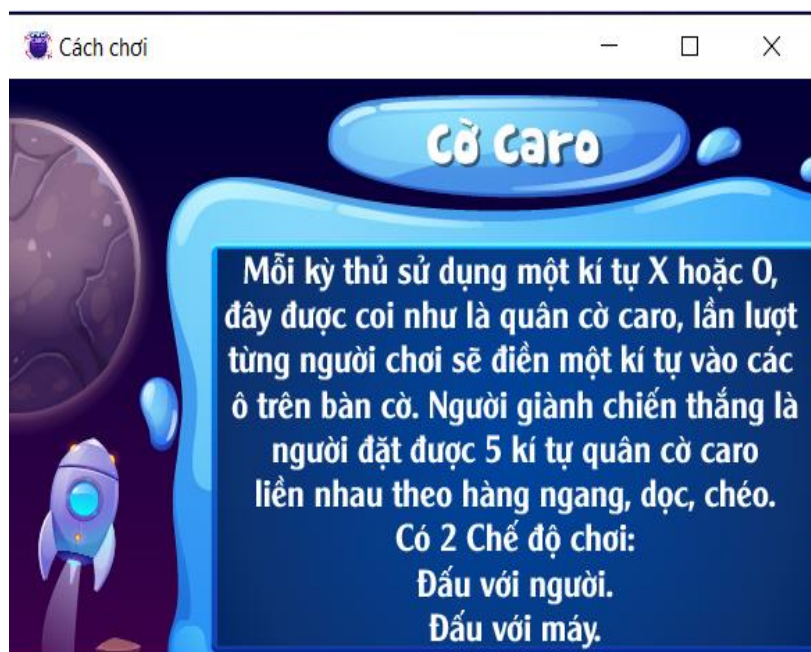 Cách chơi
Cờ Caro
Mỗi kỳ thủ sử dụng một kí tự X hoặc O,
đây được coi như là quân cờ caro, lần lượt
từng người chơi sẽ điền một kí tự vào các
ô trên bàn cờ. Người giành chiến thắng là
người đặt được 5 kí tự quân cờ caro
liền nhau theo hàng ngang, dọc, chéo.
Có 2 Chế độ chơi:
Đấu với người.
Đấu với máy.